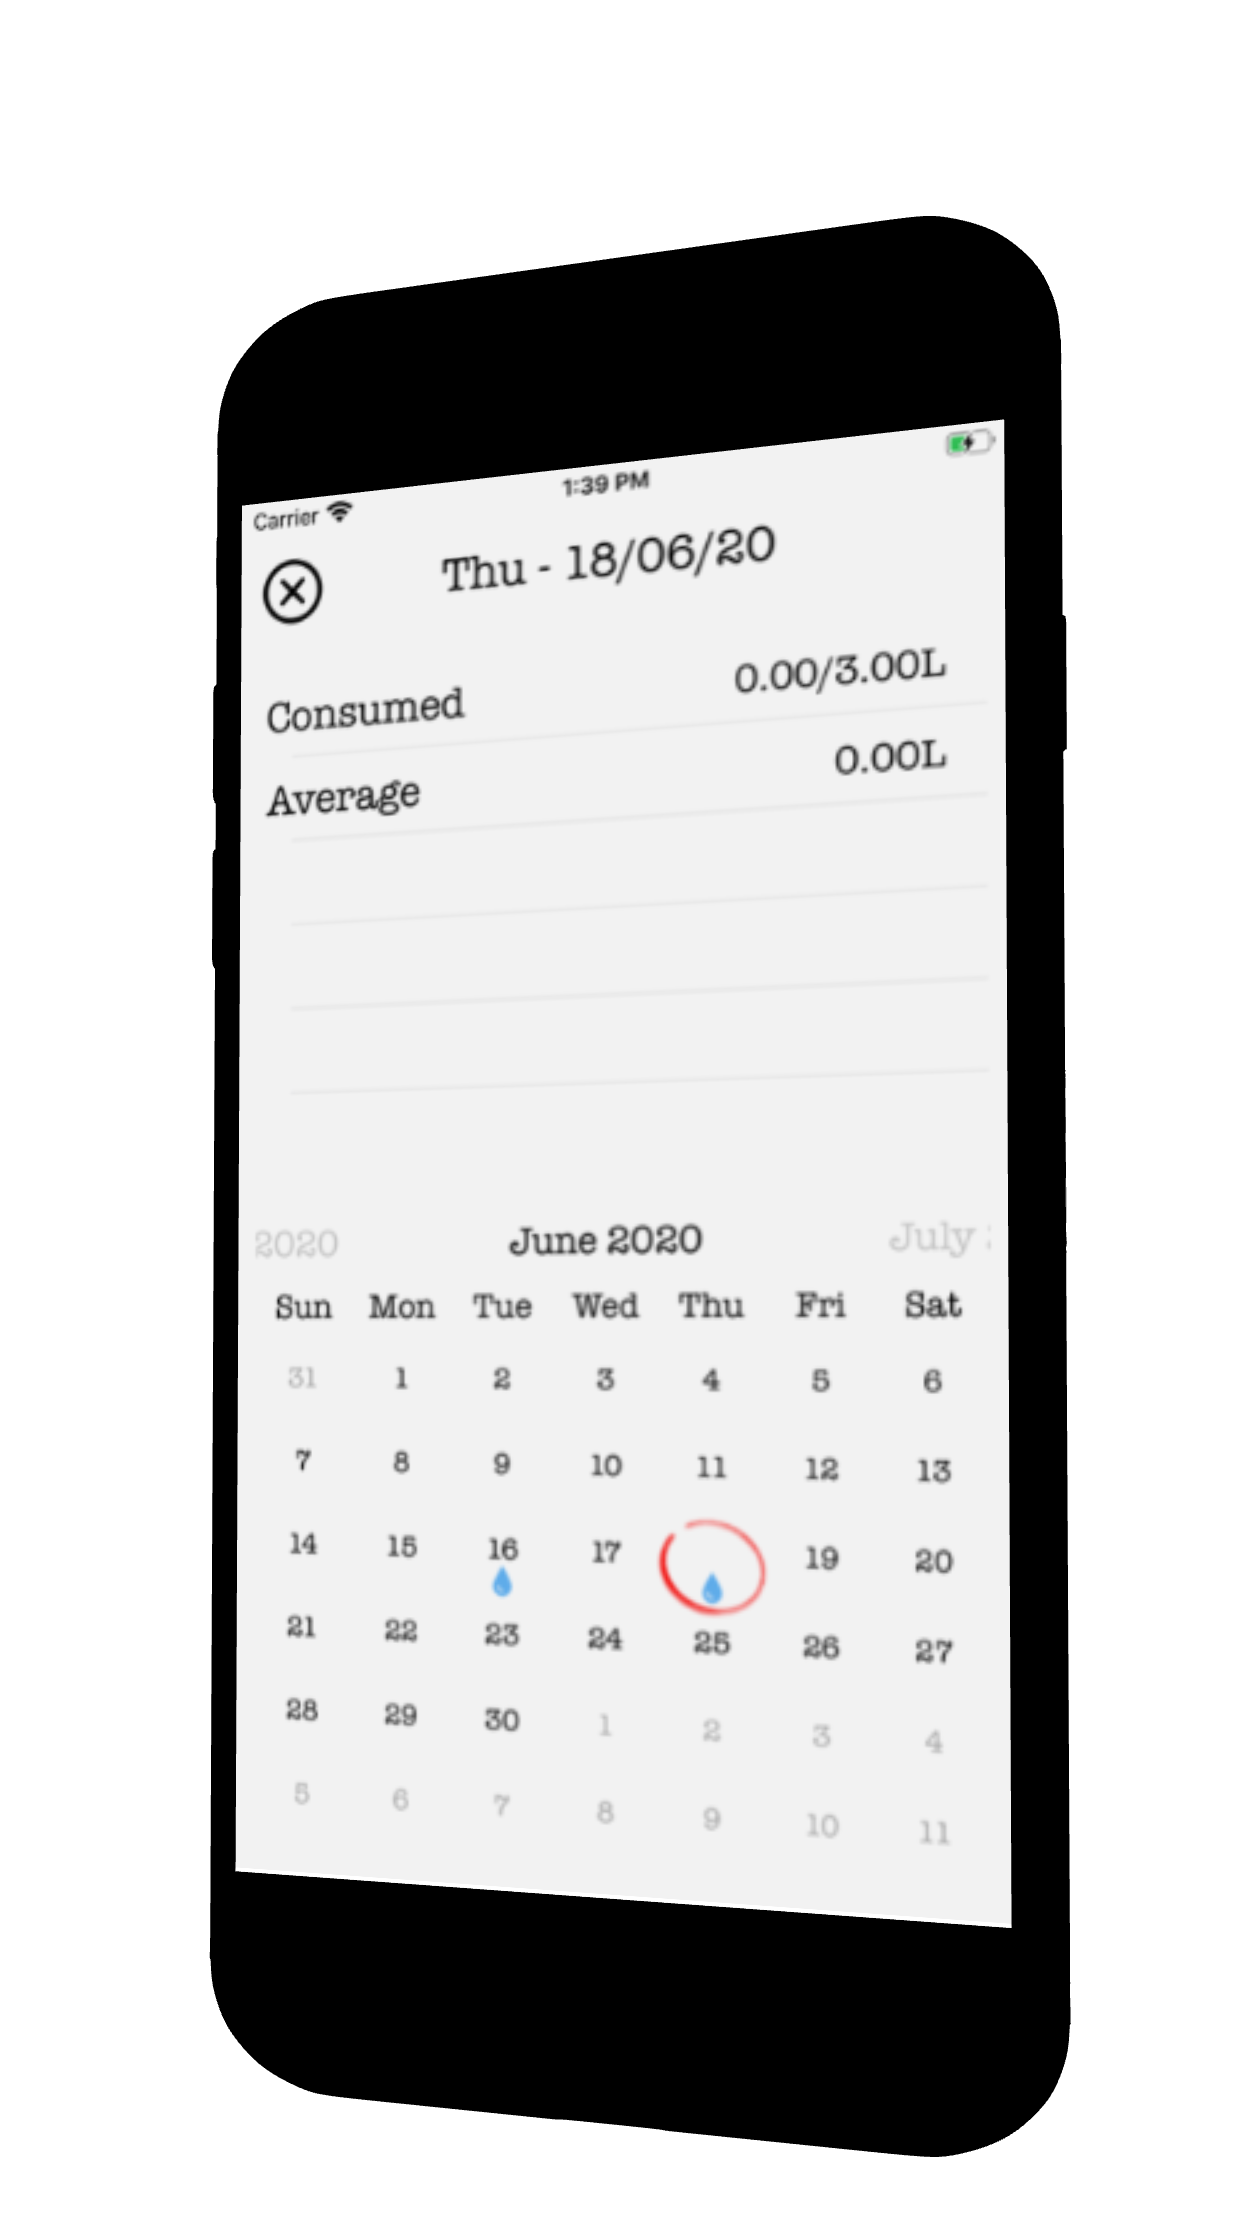 Carrier 1:39 PM
Thu - 18/06/20
Consumed 0.00/3.00L
Average 0.00L
2020 June 2020 July
Sun Mon Tue Wed Thu Fri Sat
31 1 2 3 4 5 6
7 8 9 10 11 12 13
14 15 16 17 19 20
21 22 23 24 25 26 27
28 29 30 1 2 3 4
5 6 7 8 9 10 11